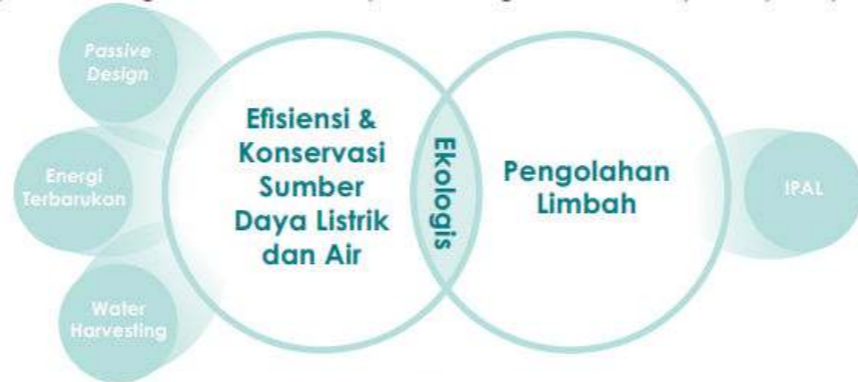 Passive
Design
Energi
Terbarukan
Water
Harvesting
Efisiensi &
Konservasi
Sumber
Daya Listrik
dan Air
Ekologis
Pengolahan
Limbah
IPAL